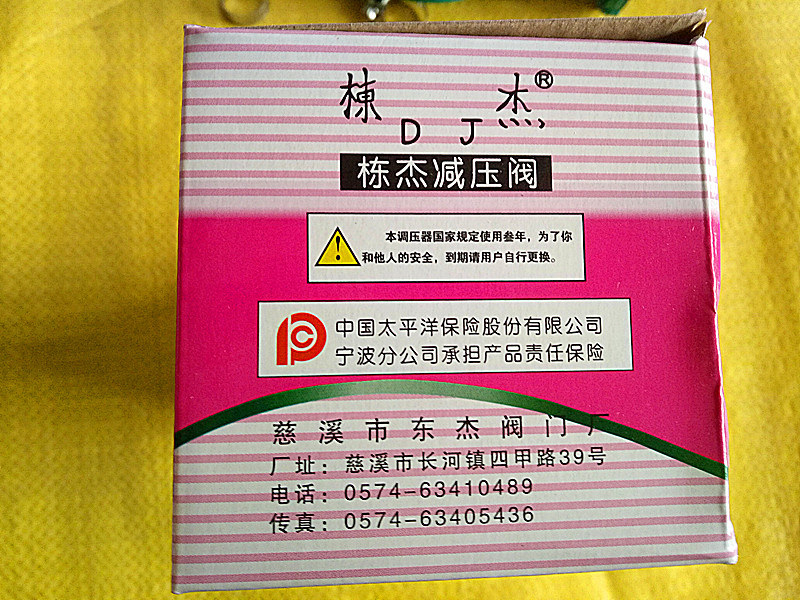 棟 杰®
D J
栋杰减压阀
本调压器国家规定使用叁年，为了你
和他人的安全，到期请用户自行更换。
中国太平洋保险股份有限公司
宁波分公司承担产品责任保险
慈溪市东杰阀门厂
厂址：慈溪市长河镇四甲路39号
电话：0574-63410489
传真：0574-63405436